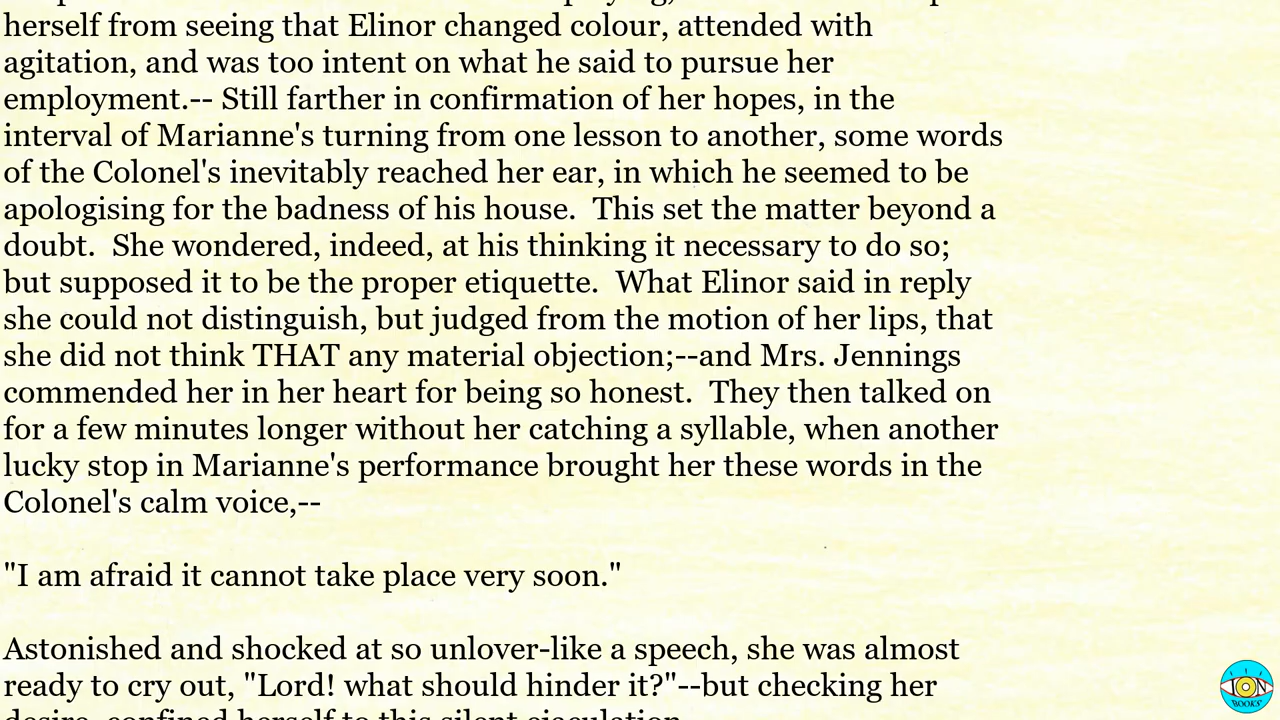 herself from seeing that Elinor changed colour, attended with
agitation, and was too intent on what he said to pursue her
employment.-- Still farther in confirmation of her hopes, in the
interval of Marianne's turning from one lesson to another, some words
of the Colonel's inevitably reached her ear, in which he seemed to be
apologising for the badness of his house.  This set the matter beyond a
doubt.  She wondered, indeed, at his thinking it necessary to do so;
but supposed it to be the proper etiquette.  What Elinor said in reply
she could not distinguish, but judged from the motion of her lips, that
she did not think THAT any material objection;--and Mrs. Jennings
commended her in her heart for being so honest.  They then talked on
for a few minutes longer without her catching a syllable, when another
lucky stop in Marianne's performance brought her these words in the
Colonel's calm voice,--
"I am afraid it cannot take place very soon."
Astonished and shocked at so unlover-like a speech, she was almost
ready to cry out, "Lord! what should hinder it?"--but checking her
desire, confined herself to this silent ejaculation.
ION
BOOKS